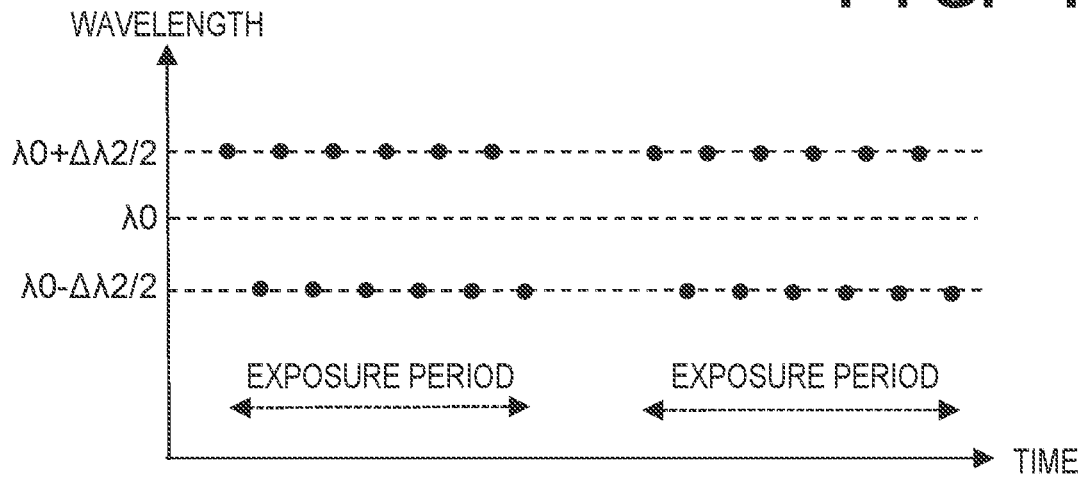 WAVELENGTH
λ0+Δλ2/2
λ0
λ0-Δλ2/2
EXPOSURE PERIOD EXPOSURE PERIOD
TIME